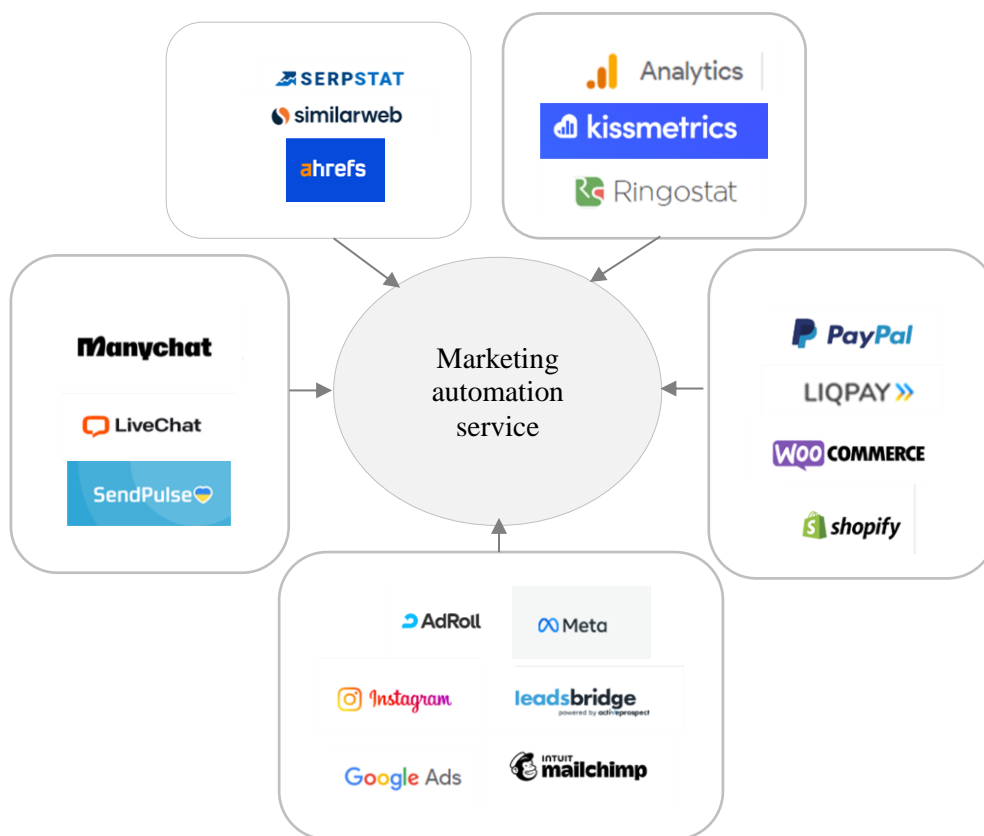 SERPSTAT
similarweb
ahrefs
Analytics
kissmetrics
Ringostat
Manychat
LiveChat
SendPulse
Marketing
automation
service
PayPal
LIQPAY
WOO COMMERCE
shopify
AdRoll
Meta
Instagram
leadsbridge
powered by activeprospect
Google Ads
INTUIT
mailchimp